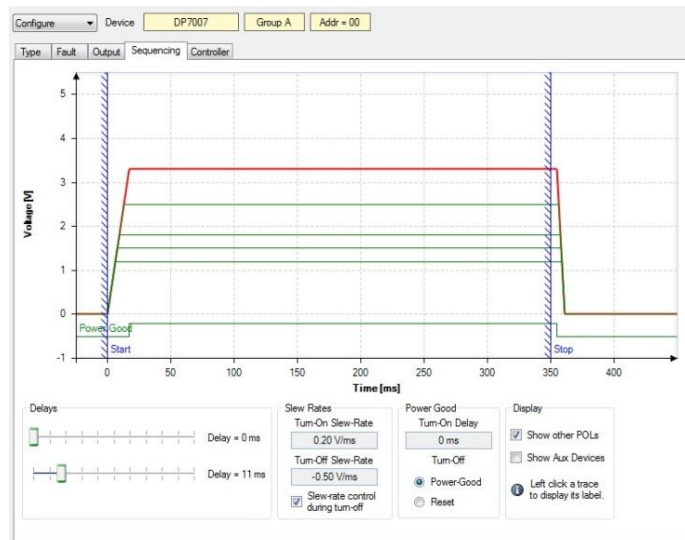 Configure Device DP7007 Group A Addr = 00
Type Fault Output Sequencing Controller
5
4
3
2
1
0
-1
Voltage [V]
Power Good
Start
Stop
0 50 100 150 200 250 300 350 400
Time [ms]
Delays
Delay = 0 ms
Delay = 11 ms
Slew Rates
Turn-On Slew-Rate
0.20 V/ms
Turn-Off Slew-Rate
-0.50 V/ms
Slew-rate control
during turn-off
Power Good
Turn-On Delay
0 ms
Turn-Off
Power-Good
Reset
Display
Show other POLs
Show Aux Devices
Left click a trace
to display its label.